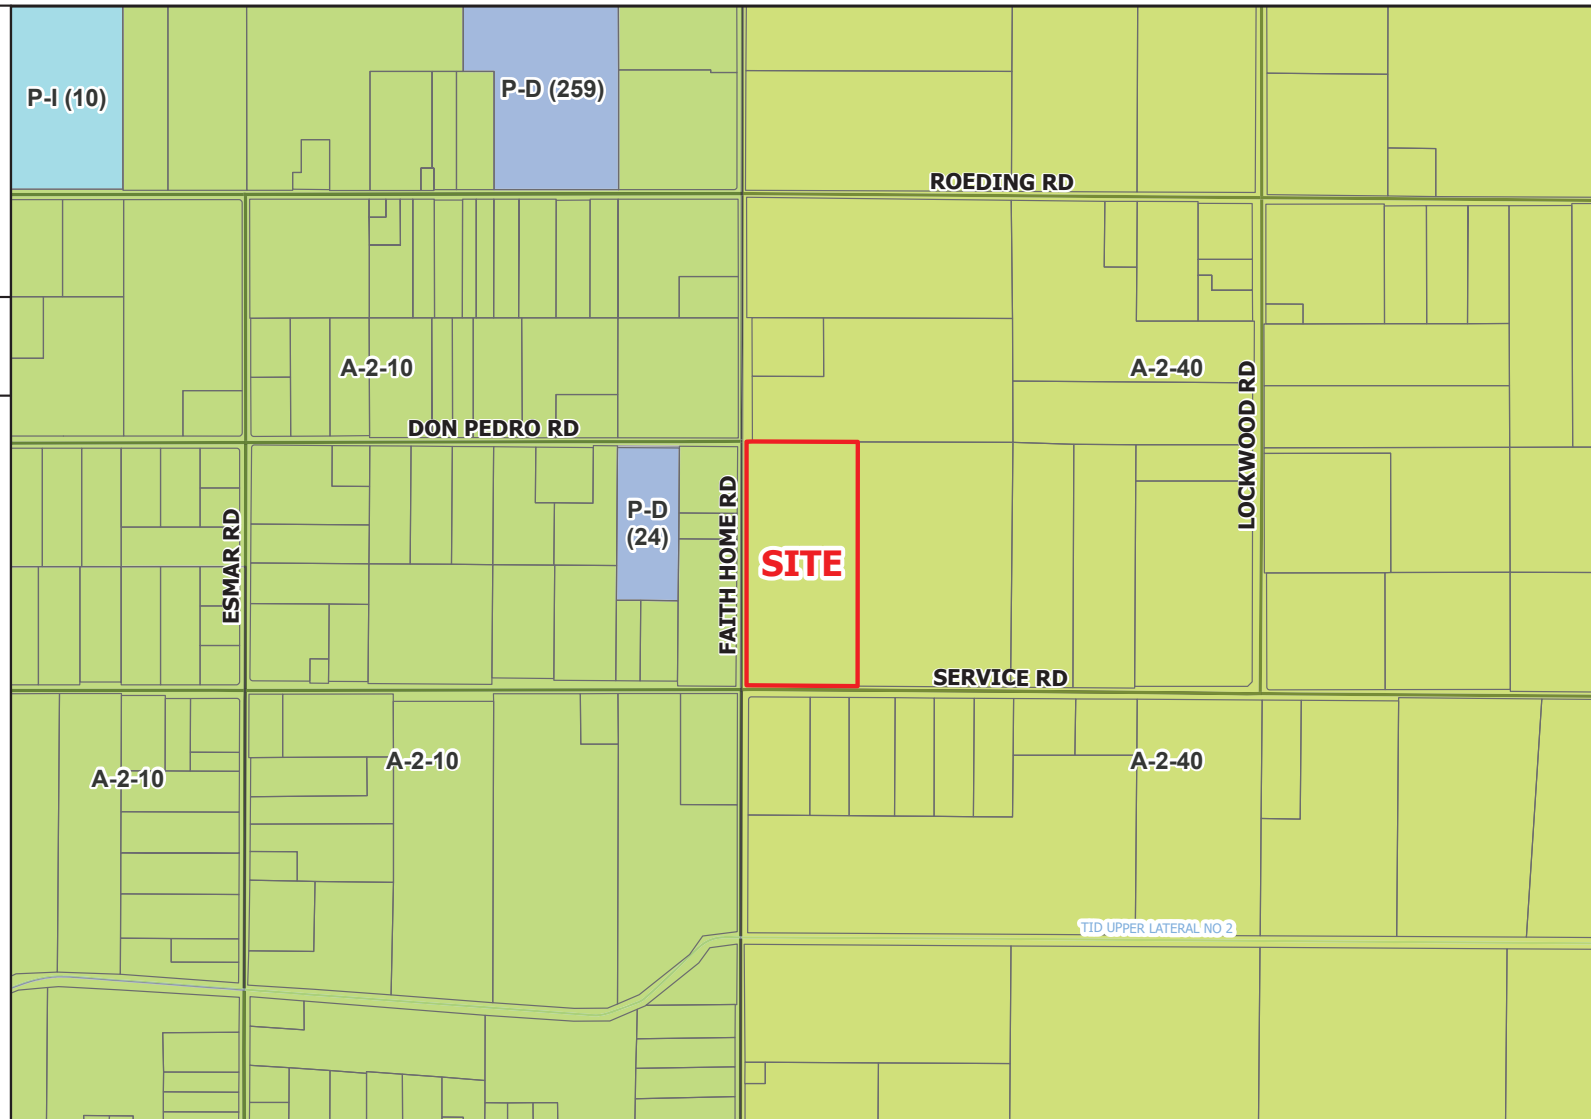 P-I (10)
P-D (259)
ROEDING RD
A-2-10
A-2-40
LOCKWOOD RD
DON PEDRO RD
P-D
(24)
FAITH HOME RD
ESMAR RD
SITE
SERVICE RD
A-2-10
A-2-10
A-2-40
TID UPPER LATERAL NO 2